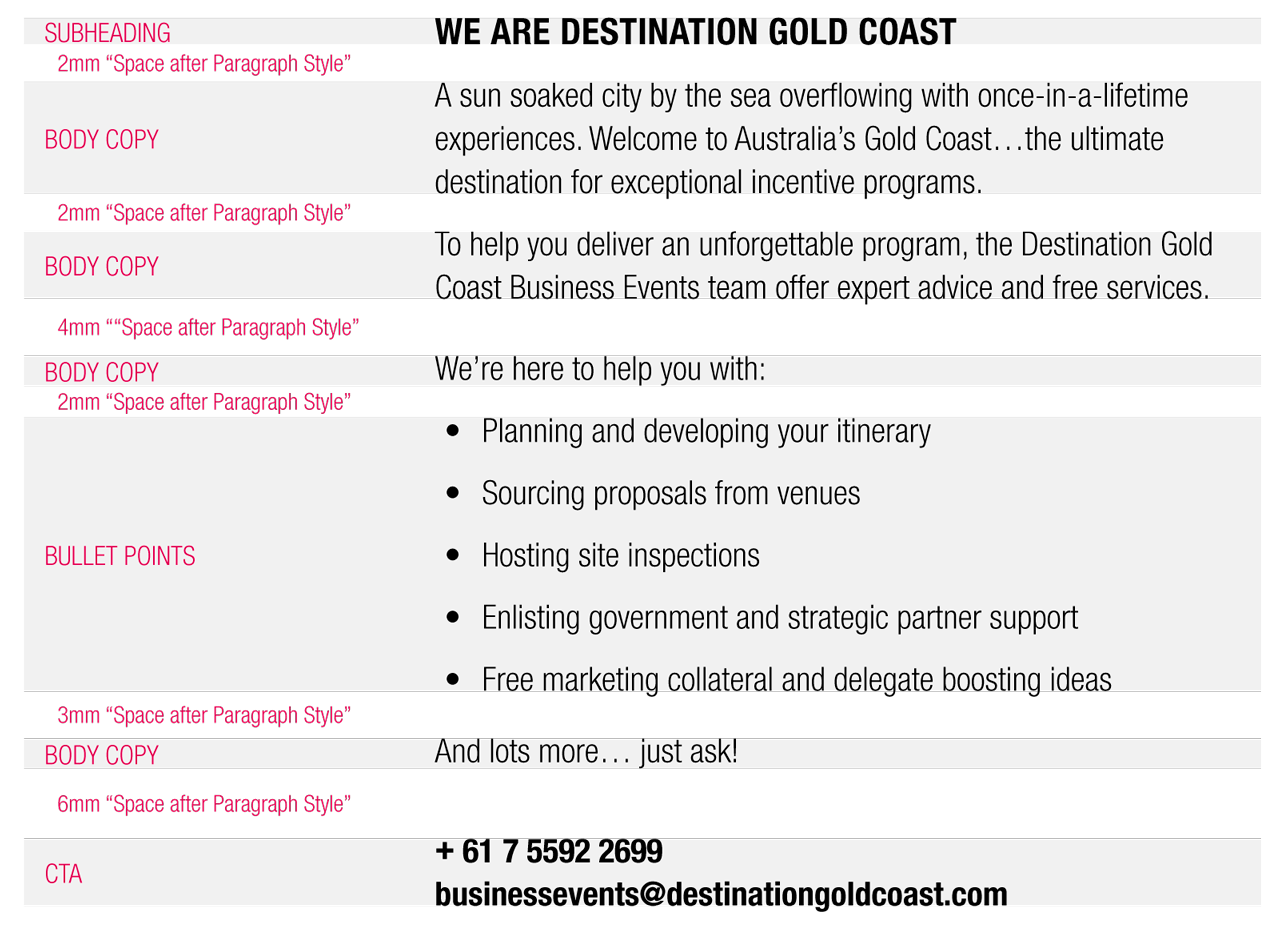 SUBHEADING
WE ARE DESTINATION GOLD COAST
2mm “Space after Paragraph Style”
BODY COPY
A sun soaked city by the sea overflowing with once-in-a-lifetime
experiences. Welcome to Australia’s Gold Coast…the ultimate
destination for exceptional incentive programs.
2mm “Space after Paragraph Style”
BODY COPY
To help you deliver an unforgettable program, the Destination Gold
Coast Business Events team offer expert advice and free services.
4mm ““Space after Paragraph Style”
BODY COPY
We’re here to help you with:
2mm “Space after Paragraph Style”
BULLET POINTS
• Planning and developing your itinerary
• Sourcing proposals from venues
• Hosting site inspections
• Enlisting government and strategic partner support
• Free marketing collateral and delegate boosting ideas
3mm “Space after Paragraph Style”
BODY COPY
And lots more… just ask!
6mm “Space after Paragraph Style”
CTA
+ 61 7 5592 2699
businessevents@destinationgoldcoast.com